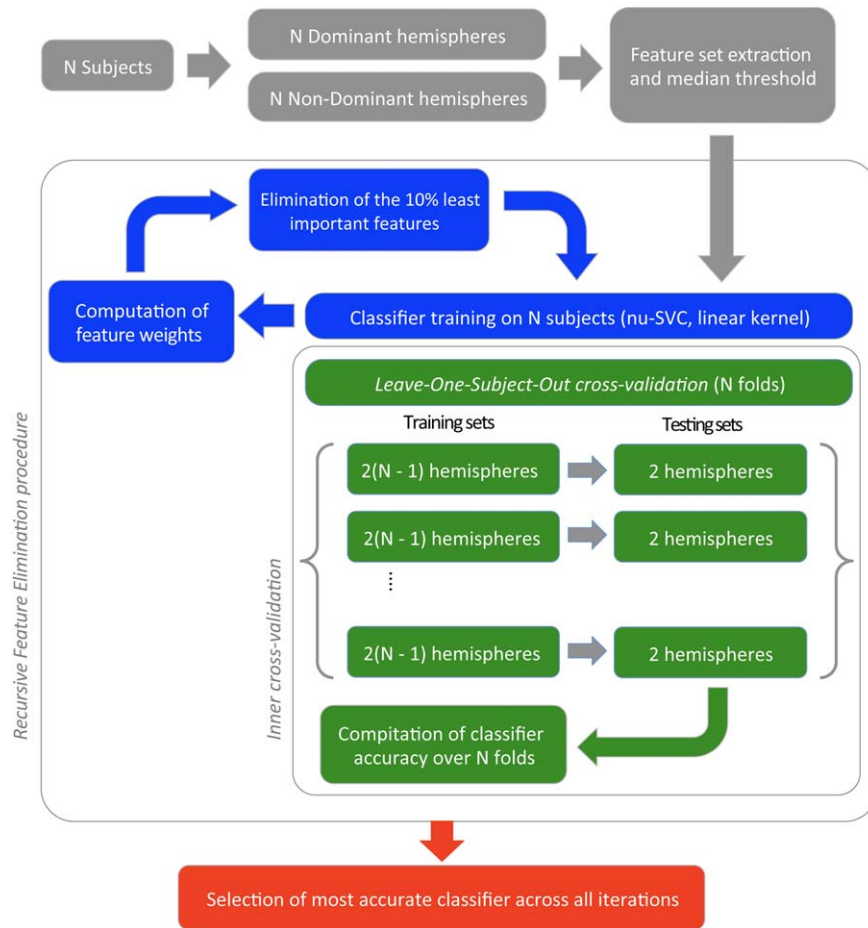 N Subjects
N Dominant hemispheres
N Non-Dominant hemispheres
Feature set extraction
and median threshold
Elimination of the 10% least
important features
Computation of
feature weights
Classifier training on N subjects (nu-SVC, linear kernel)
Leave-One-Subject-Out cross-validation (N folds)
Training sets
Testing sets
2(N - 1) hemispheres
2 hemispheres
2(N - 1) hemispheres
2 hemispheres
....
2(N - 1) hemispheres
2 hemispheres
Compitation of classifier
accuracy over N folds
Inner cross-validation
Recursive Feature Elimination procedure
Selection of most accurate classifier across all iterations